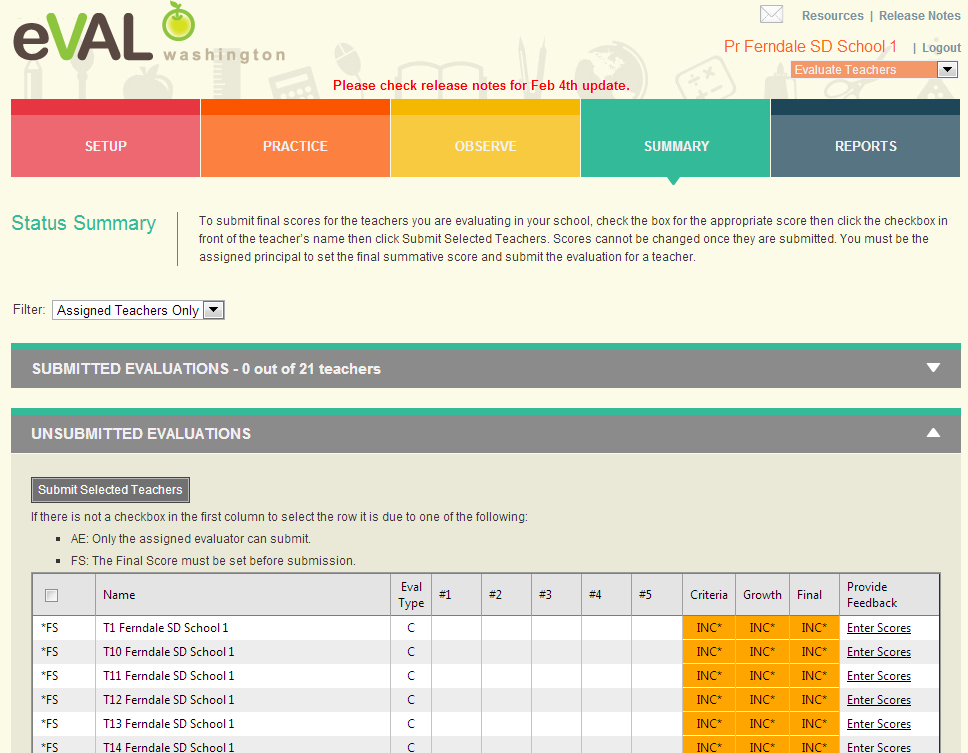 eVAL washington
Resources | Release Notes
Pr Ferndale SD School 1 | Logout
Evaluate Teachers
Please check release notes for Feb 4th update.
SETUP PRACTICE OBSERVE SUMMARY REPORTS
Status Summary
To submit final scores for the teachers you are evaluating in your school, check the box for the appropriate score then click the checkbox in
front of the teacher's name then click Submit Selected Teachers. Scores cannot be changed once they are submitted. You must be the
assigned principal to set the final summative score and submit the evaluation for a teacher.
Filter: Assigned Teachers Only
SUBMITTED EVALUATIONS - 0 out of 21 teachers
UNSUBMITTED EVALUATIONS
Submit Selected Teachers
If there is not a checkbox in the first column to select the row it is due to one of the following:
AE: Only the assigned evaluator can submit.
FS: The Final Score must be set before submission.
Name Eval Type #1 #2 #3 #4 #5 Criteria Growth Final Provide Feedback
*FS T1 Ferndale SD School 1 C INC* INC* INC* Enter Scores
*FS T10 Ferndale SD School 1 C INC* INC* INC* Enter Scores
*FS T11 Ferndale SD School 1 C INC* INC* INC* Enter Scores
*FS T12 Ferndale SD School 1 C INC* INC* INC* Enter Scores
*FS T13 Ferndale SD School 1 C INC* INC* INC* Enter Scores
*FS T14 Ferndale SD School 1 C INC* INC* INC* Enter Scores